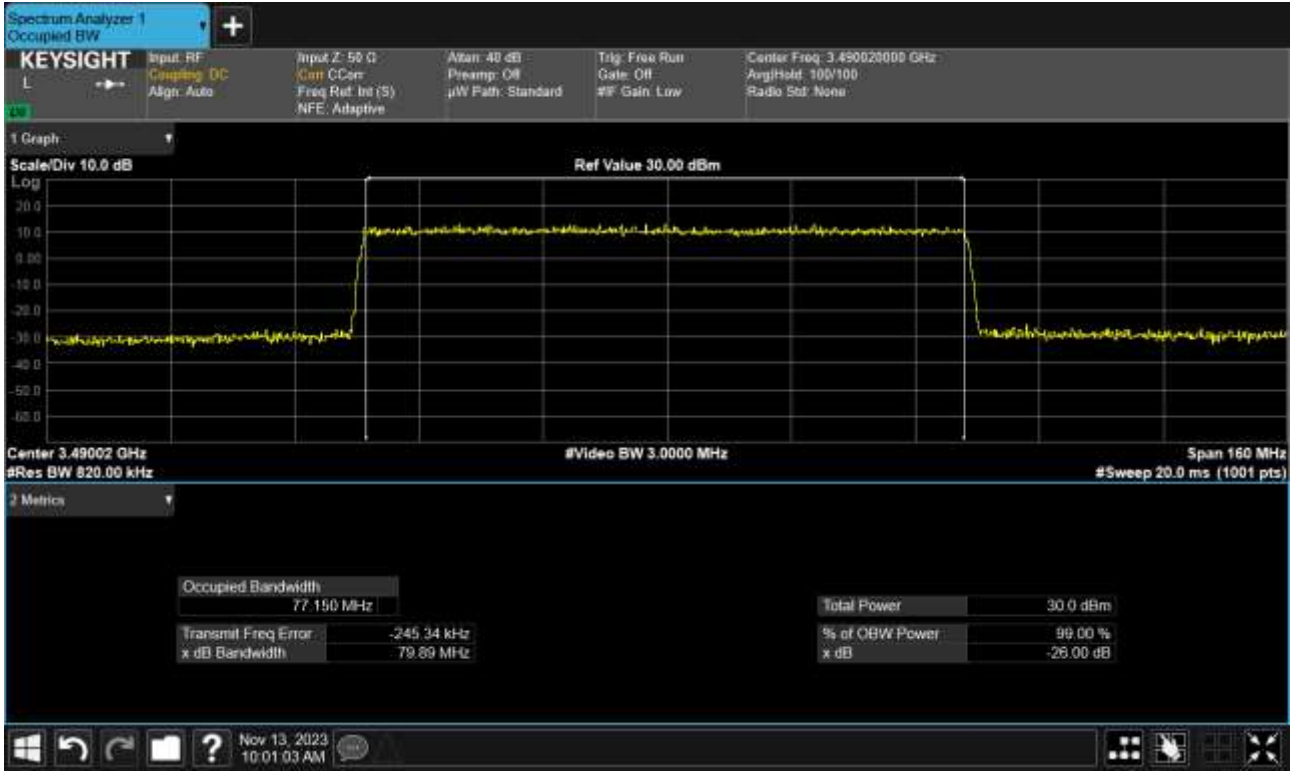 Spectrum Analyzer 1
Occupied BW
KEYSIGHT
L
Input: RF
Coupling: DC
Align: Auto
Input Z: 50 Ω
Corr CCorr
Freq Ref: Int (S)
NFE: Adaptive
Atten: 40 dB
Preamp: Off
µW Path: Standard
Trig: Free Run
Gate: Off
#IF Gain: Low
Center Freq: 3.490020000 GHz
Avg|Hold: 100/100
Radio Std: None
1 Graph
Scale/Div 10.0 dB
Ref Value 30.00 dBm
Log
20.0
10.0
0.00
-10.0
-20.0
-30.0
-40.0
-50.0
-60.0
Center 3.49002 GHz
#Video BW 3.0000 MHz
Span 160 MHz
#Res BW 820.00 kHz
#Sweep 20.0 ms (1001 pts)
2 Metrics
Occupied Bandwidth
77.150 MHz
Transmit Freq Error -245.34 kHz
x dB Bandwidth 79.89 MHz
Total Power 30.0 dBm
% of OBW Power 99.00 %
x dB -26.00 dB
?
Nov 13, 2023
10:01:03 AM